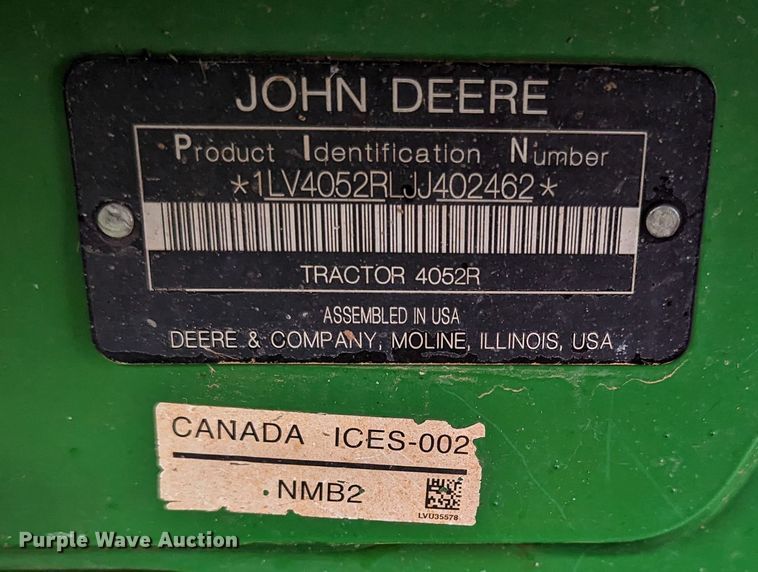 JOHN DEERE
Product Identification Number
*1LV4052RLJJ402462*
TRACTOR 4052R
ASSEMBLED IN USA
DEERE & COMPANY, MOLINE, ILLINOIS, USA
CANADA ICES-002
NMB2
LVU35578
Purple Wave Auction